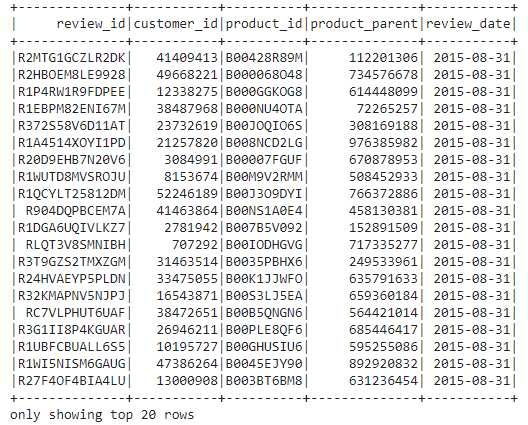 +--------------+-----------+----------+--------------+-----------+
|     review_id|customer_id|product_id|product_parent|review_date|
+--------------+-----------+----------+--------------+-----------+
|R2MTG1GCZLR2DK|   41409413|B00428R89M|     112201306| 2015-08-31|
|R2HBOEM8LE9928|   49668221|B000068O48|     734576678| 2015-08-31|
|R1P4RW1R9FDPEE|   12338275|B000GGKOG8|     614448099| 2015-08-31|
|R1EBPM82ENI67M|   38487968|B000NU4OTA|      72265257| 2015-08-31|
|R372S58V6D11AT|   23732619|B00JOQIO6S|     308169188| 2015-08-31|
|R1A4514XOYI1PD|   21257820|B008NCD2LG|     976385982| 2015-08-31|
|R20D9EHB7N20V6|    3084991|B00007FGUF|     670878953| 2015-08-31|
|R1WUTD8MVSROJU|    8153674|B00M9V2RMM|     508452933| 2015-08-31|
|R1QCYLT25812DM|   52246189|B00J3O9DYI|     766372886| 2015-08-31|
| R904DQPBCEM7A|   41463864|B00NS1A0E4|     458130381| 2015-08-31|
|R1DGA6UQIVLKZ7|    2781942|B007B5V092|     152891509| 2015-08-31|
| RLQT3V8SMNIBH|     707292|B00IODHGVG|     717335277| 2015-08-31|
|R3T9GZS2TMXZGM|   31463514|B0035PBHX6|     249533961| 2015-08-31|
|R24HVAEYP5PLDN|   33475055|B00K1JJWFO|     635791633| 2015-08-31|
|R32KMAPNV5NJPJ|   16543871|B00S3LJ5EA|     659360184| 2015-08-31|
| RC7VLPHUT6UAF|   38472651|B00B5QNGN6|     564421014| 2015-08-31|
|R3G1II8P4KGUAR|   26946211|B00PLE8QF6|     685446417| 2015-08-31|
|R1UBFCBUALL6S5|   10195727|B00GHUSIU6|     595255086| 2015-08-31|
|R1WI5NISM6GAUG|   47386264|B0045EJY90|     892920832| 2015-08-31|
|R27F4OF4BIA4LU|   13000908|B003BT6BM8|     631236454| 2015-08-31|
+--------------+-----------+----------+--------------+-----------+
only showing top 20 rows